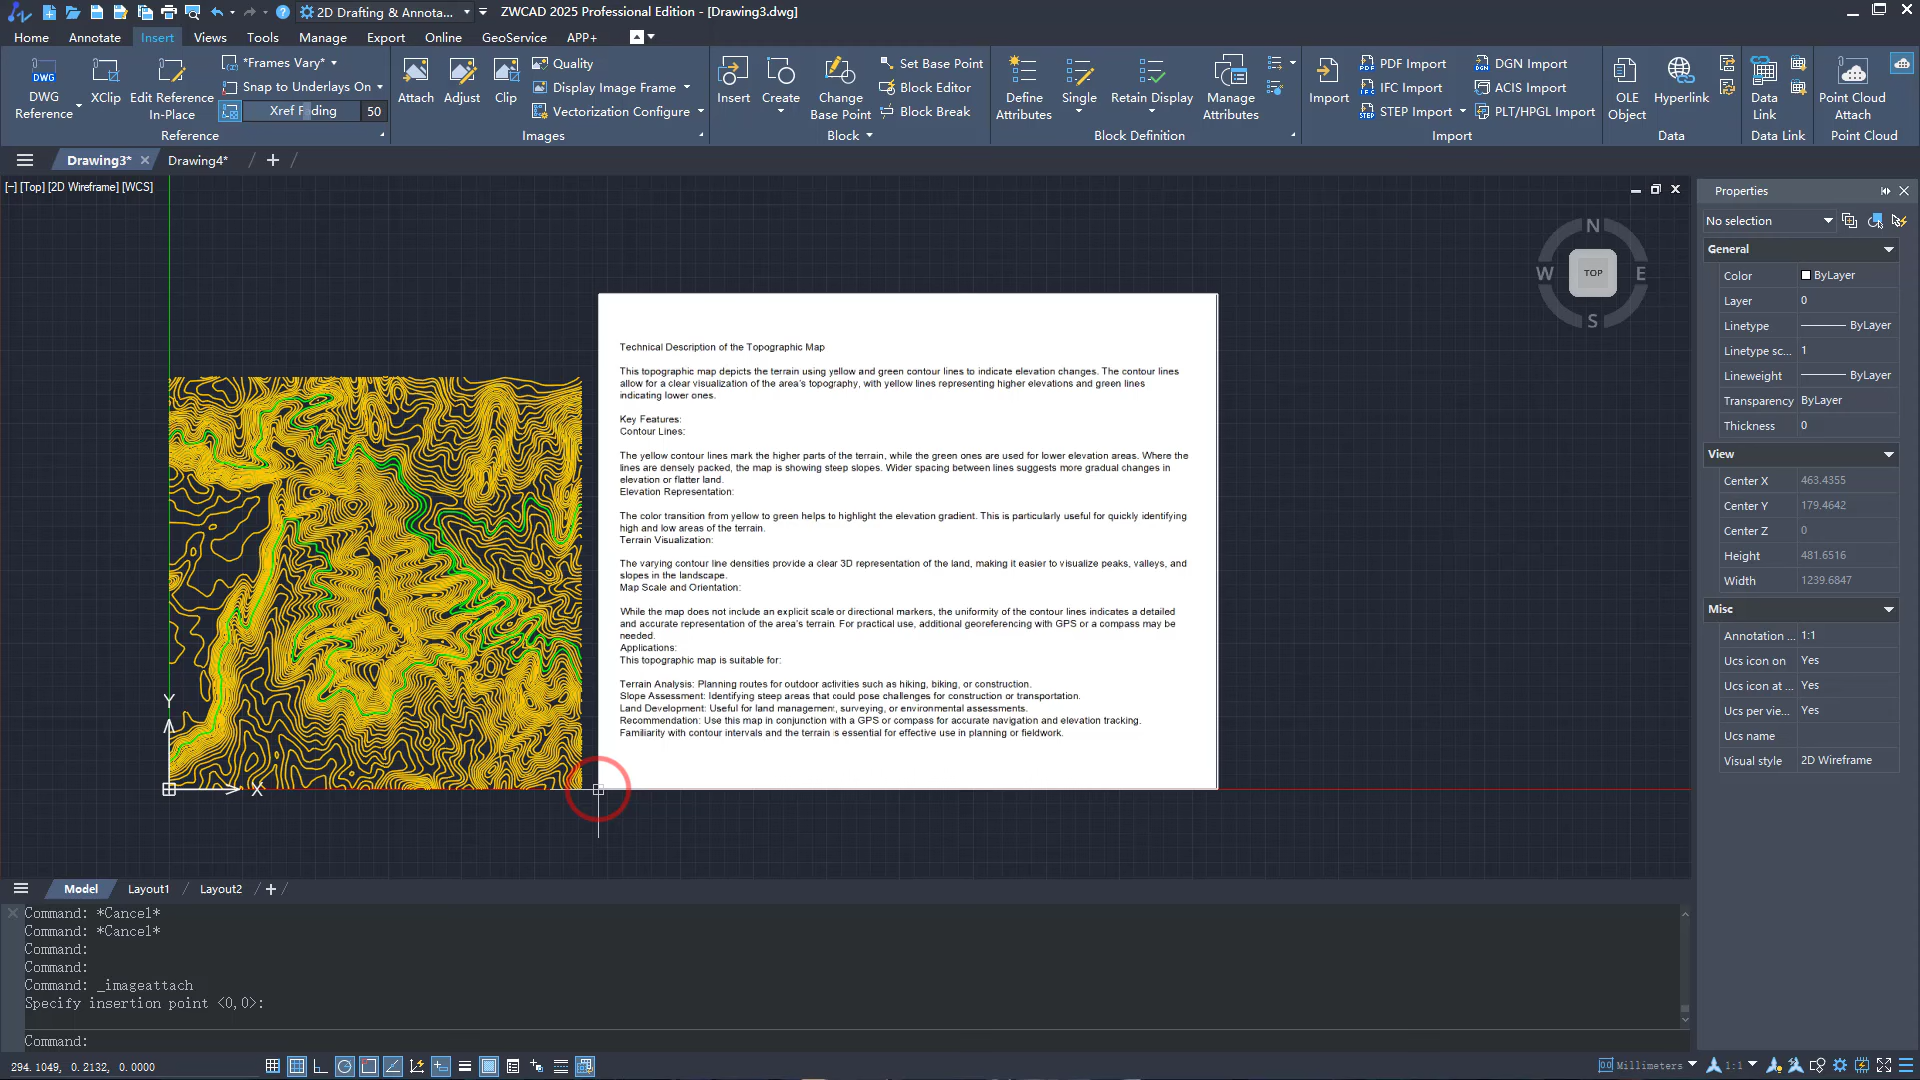 2D Drafting & Annota...
ZWCAD 2025 Professional Edition - [Drawing3.dwg]
Home Annotate Insert Views Tools Manage Export Online GeoService APP+
DWG
Reference
XClip
Edit Reference
In-Place
*Frames Vary*
Snap to Underlays On
Xref Fading 50
Reference
Attach
Adjust
Clip
Quality
Display Image Frame
Vectorization Configure
Images
Insert
Create
Change
Base Point
Set Base Point
Block Editor
Block Break
Block
Define
Attributes
Single
Retain Display
Manage
Attributes
Block Definition
Import
PDF Import
IFC Import
STEP Import
DGN Import
ACIS Import
PLT/HPGL Import
Import
OLE
Object
Hyperlink
Data
Data
Link
Data Link
Point Cloud
Attach
Point Cloud
Drawing3* Drawing4*
[−] [Top] [2D Wireframe] [WCS]
N
W TOP E
S
Technical Description of the Topographic Map
This topographic map depicts the terrain using yellow and green contour lines to indicate elevation changes. The contour lines
allow for a clear visualization of the area's topography, with yellow lines representing higher elevations and green lines
indicating lower ones.
Key Features:
Contour Lines:
The yellow contour lines mark the higher parts of the terrain, while the green ones are used for lower elevation areas. Where the
lines are densely packed, the map is showing steep slopes. Wider spacing between lines suggests more gradual changes in
elevation or flatter land.
Elevation Representation:
The color transition from yellow to green helps to highlight the elevation gradient. This is particularly useful for quickly identifying
high and low areas of the terrain.
Terrain Visualization:
The varying contour line densities provide a clear 3D representation of the land, making it easier to visualize peaks, valleys, and
slopes in the landscape.
Map Scale and Orientation:
While the map does not include an explicit scale or directional markers, the uniformity of the contour lines indicates a detailed
and accurate representation of the area's terrain. For practical use, additional georeferencing with GPS or a compass may be
needed.
Applications:
This topographic map is suitable for:
Terrain Analysis: Planning routes for outdoor activities such as hiking, biking, or construction.
Slope Assessment: Identifying steep areas that could pose challenges for construction or transportation.
Land Development: Useful for land management, surveying, or environmental assessments.
Recommendation: Use this map in conjunction with a GPS or compass for accurate navigation and elevation tracking.
Familiarity with contour intervals and the terrain is essential for effective use in planning or fieldwork.
Y
X
Properties
No selection
General
Color ByLayer
Layer 0
Linetype ByLayer
Linetype sc... 1
Lineweight ByLayer
Transparency ByLayer
Thickness 0
View
Center X 463.4355
Center Y 179.4642
Center Z 0
Height 481.6516
Width 1239.6847
Misc
Annotation ... 1:1
Ucs icon on Yes
Ucs icon at ... Yes
Ucs per vie... Yes
Ucs name
Visual style 2D Wireframe
Model Layout1 Layout2
Command: *Cancel*
Command: *Cancel*
Command:
Command:
Command: _imageattach
Specify insertion point <0,0>:
Command:
294.1049, 0.2132, 0.0000
Millimeters 1:1